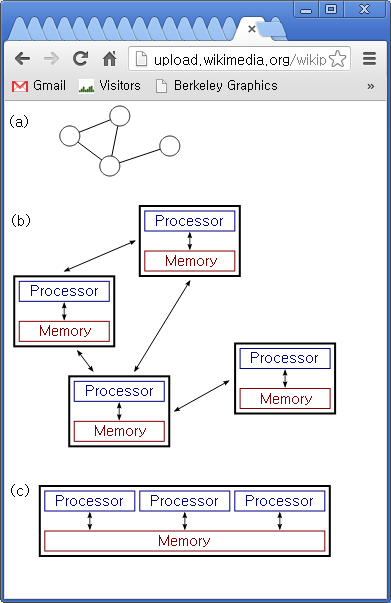 upload.wikimedia.org/wikip
Gmail Visitors Berkeley Graphics »
(a)
(b)
Processor
Memory
Processor
Memory
Processor
Memory
Processor
Memory
(c)
Processor Processor Processor
Memory